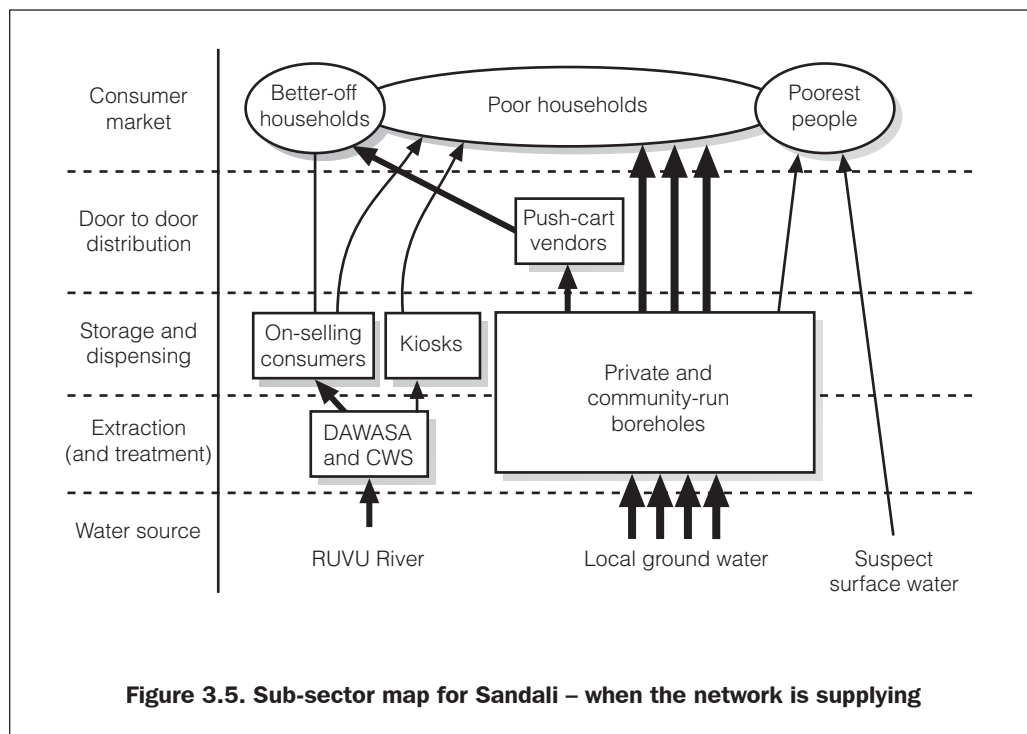 Consumer
market
Better-off
households
Poor households
Poorest
people
Door to door
distribution
Push-cart
vendors
Storage and
dispensing
On-selling
consumers
Kiosks
Private and
community-run
boreholes
Extraction
(and treatment)
DAWASA
and CWS
Water source
RUVU River
Local ground water
Suspect
surface water
Figure 3.5. Sub-sector map for Sandali – when the network is supplying